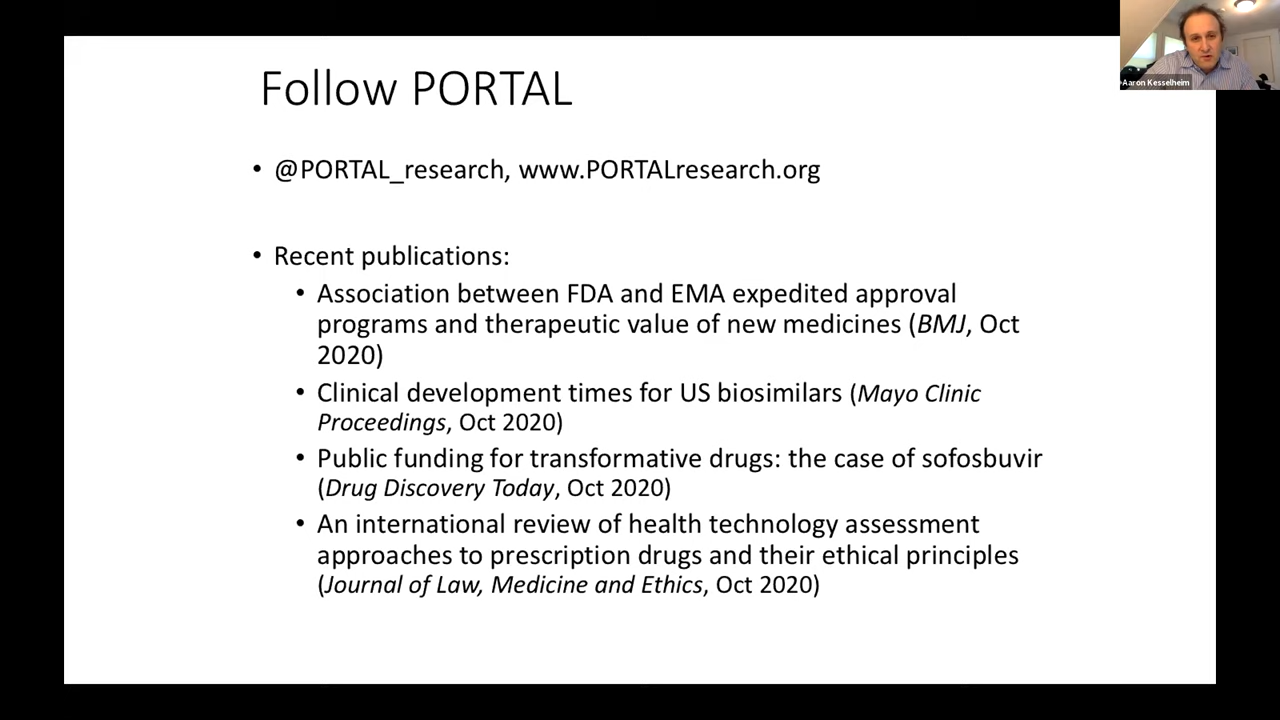 Follow PORTAL
Aaron Kesselheim
• @PORTAL_research, www.PORTALresearch.org
• Recent publications:
• Association between FDA and EMA expedited approval
programs and therapeutic value of new medicines (BMJ, Oct
2020)
• Clinical development times for US biosimilars (Mayo Clinic
Proceedings, Oct 2020)
• Public funding for transformative drugs: the case of sofosbuvir
(Drug Discovery Today, Oct 2020)
• An international review of health technology assessment
approaches to prescription drugs and their ethical principles
(Journal of Law, Medicine and Ethics, Oct 2020)